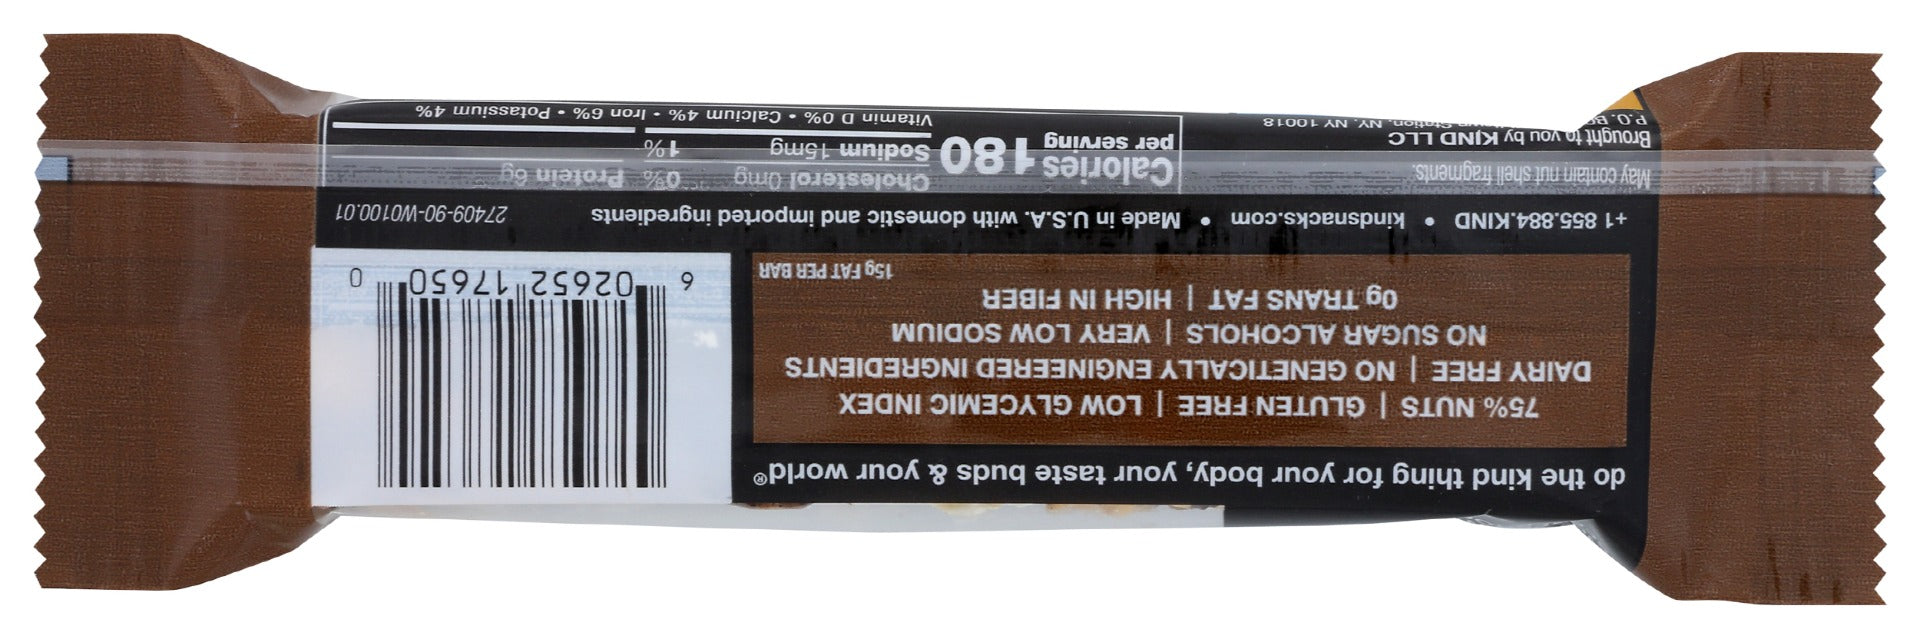 do the kind thing for your body, your taste buds & your world®
75% NUTS | GLUTEN FREE | LOW GLYCEMIC INDEX
DAIRY FREE | NO GENETICALLY ENGINEERED INGREDIENTS
NO SUGAR ALCOHOLS | VERY LOW SODIUM
0g TRANS FAT | HIGH IN FIBER
15g FAT PER BAR
6 02652 17650 0
+1 855.884.KIND • kindsnacks.com • Made in U.S.A. with domestic and imported ingredients
27409-90-W0100.01
May contain nut shell fragments.
Brought to you by KIND LLC
P.O. Station, NY, NY 10018
Calories 180
per serving
Cholesterol 0mg 0% Protein 6g
Sodium 15mg 1%
Vitamin D 0% • Calcium 4% • Iron 6% • Potassium 4%